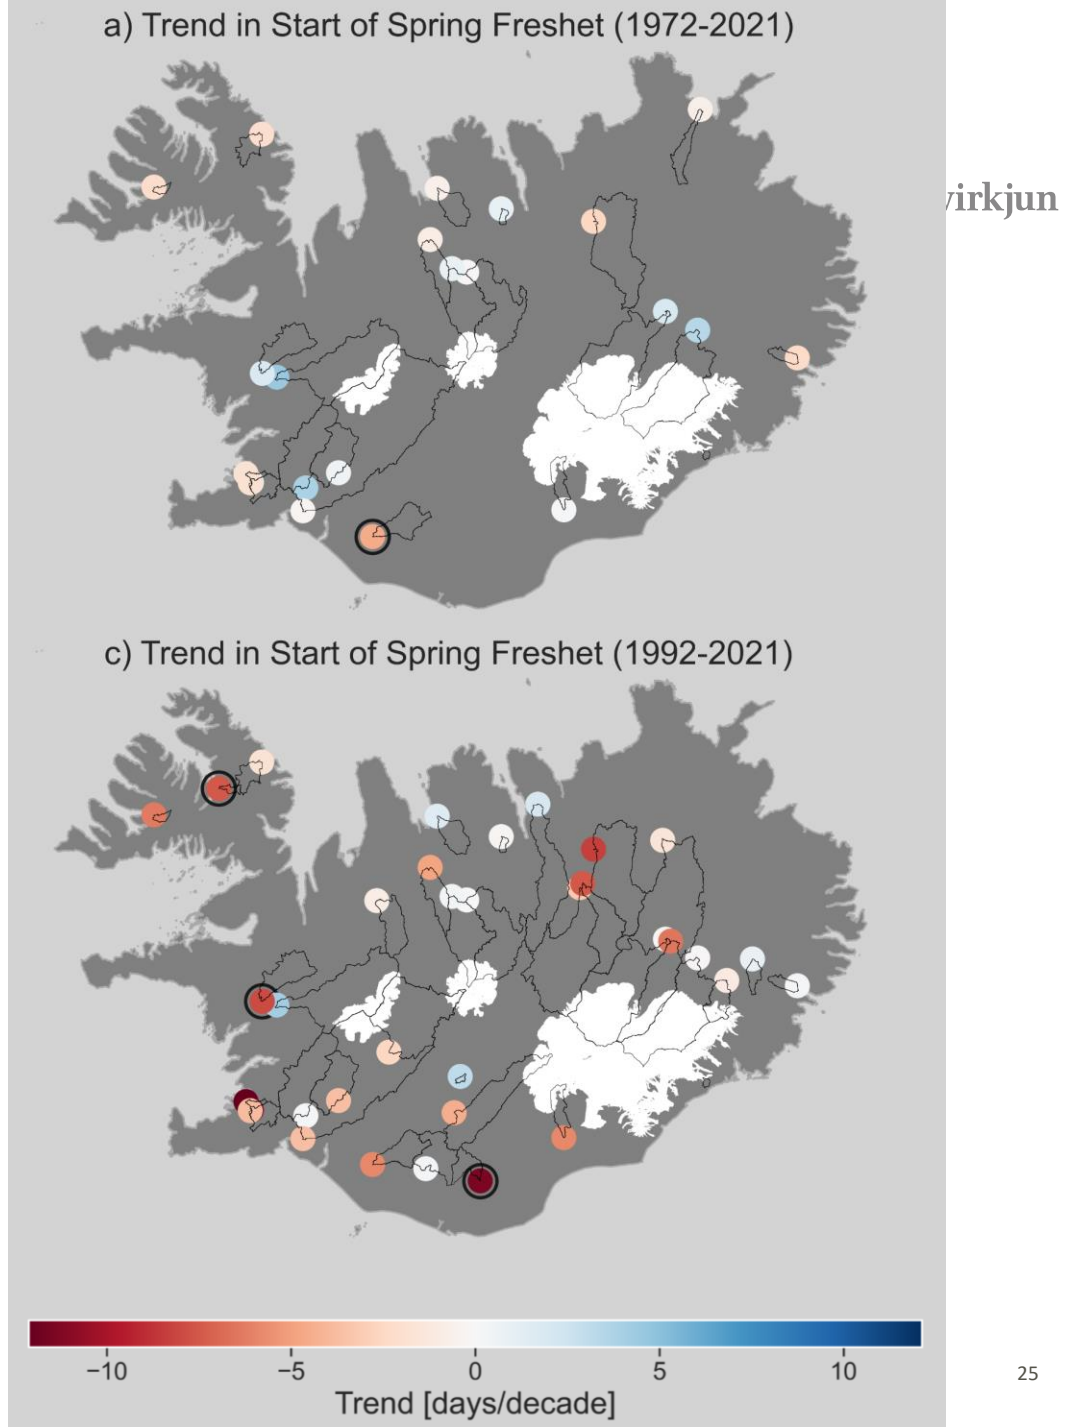 a) Trend in Start of Spring Freshet (1972-2021)
virkjun
c) Trend in Start of Spring Freshet (1992-2021)
−10 −5 0 5 10
Trend [days/decade]
25